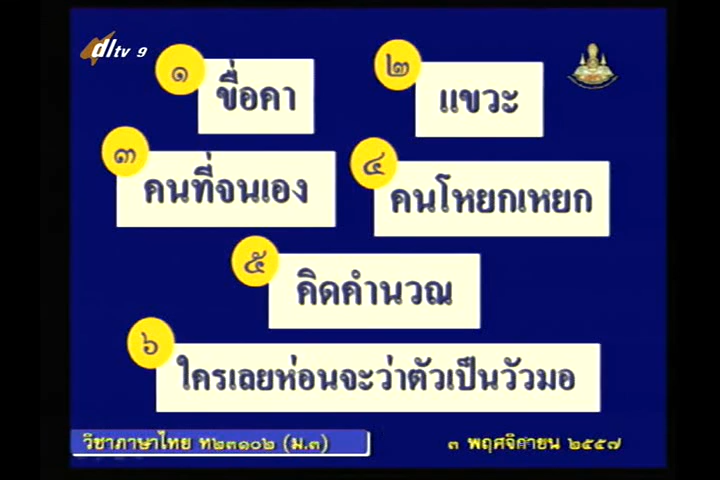 dltv 9
๑
ขื่อคา
๒
แขวะ
๓
คนที่จนเอง
๔
คนโหยกเหยก
๕
คิดคำนวณ
๖
ใครเลยห่อนจะว่าตัวเป็นวัวมอ
วิชาภาษาไทย ท๒๓๑๐๒ (ม.๓)
๓ พฤศจิกายน ๒๕๕๗